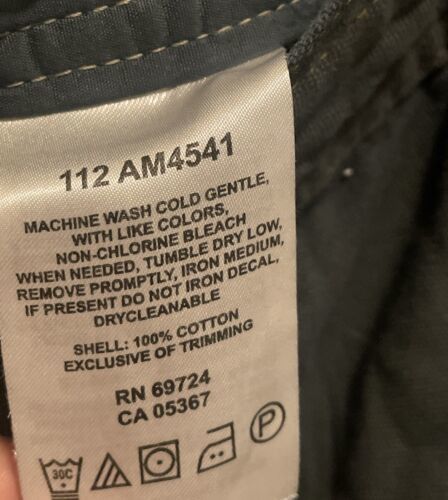 112 AM4541
MACHINE WASH COLD GENTLE,
WITH LIKE COLORS,
NON-CHLORINE BLEACH
WHEN NEEDED, TUMBLE DRY LOW,
REMOVE PROMPTLY, IRON MEDIUM,
IF PRESENT DO NOT IRON DECAL,
DRYCLEANABLE
SHELL: 100% COTTON
EXCLUSIVE OF TRIMMING
RN 69724
CA 05367
30C P